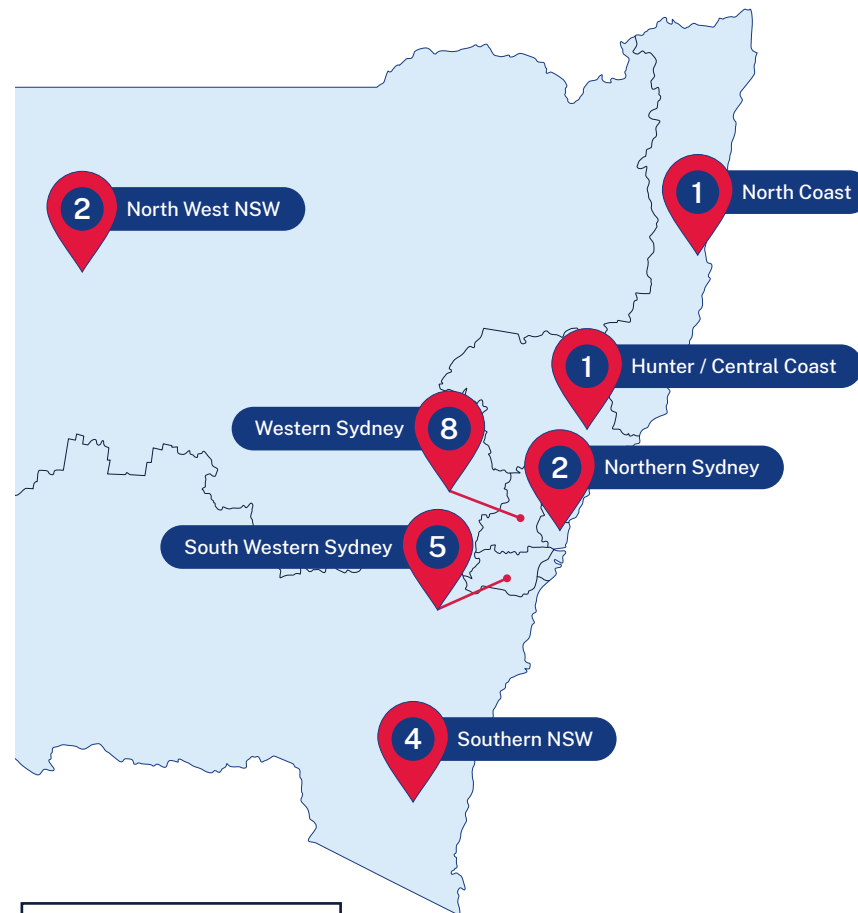 1 North Coast
2 North West NSW
1 Hunter / Central Coast
Western Sydney 8
2 Northern Sydney
South Western Sydney 5
4 Southern NSW